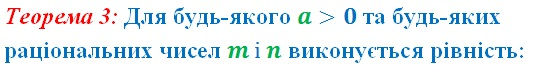 Теорема 3: Для будь-якого a > 0 та будь-яких
раціональних чисел m і n виконується рівність: